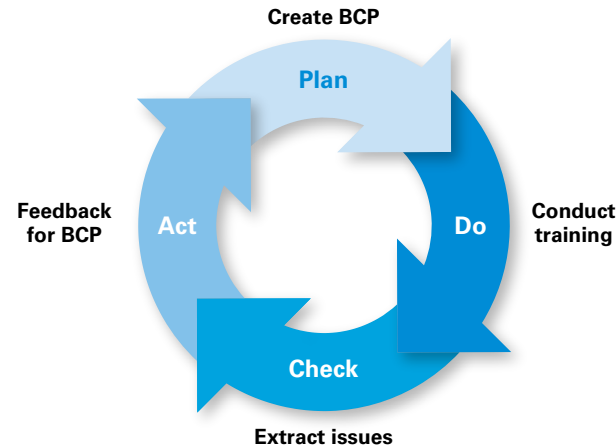 Create BCP
Plan
Feedback
for BCP
Act
Do
Conduct
training
Check
Extract issues